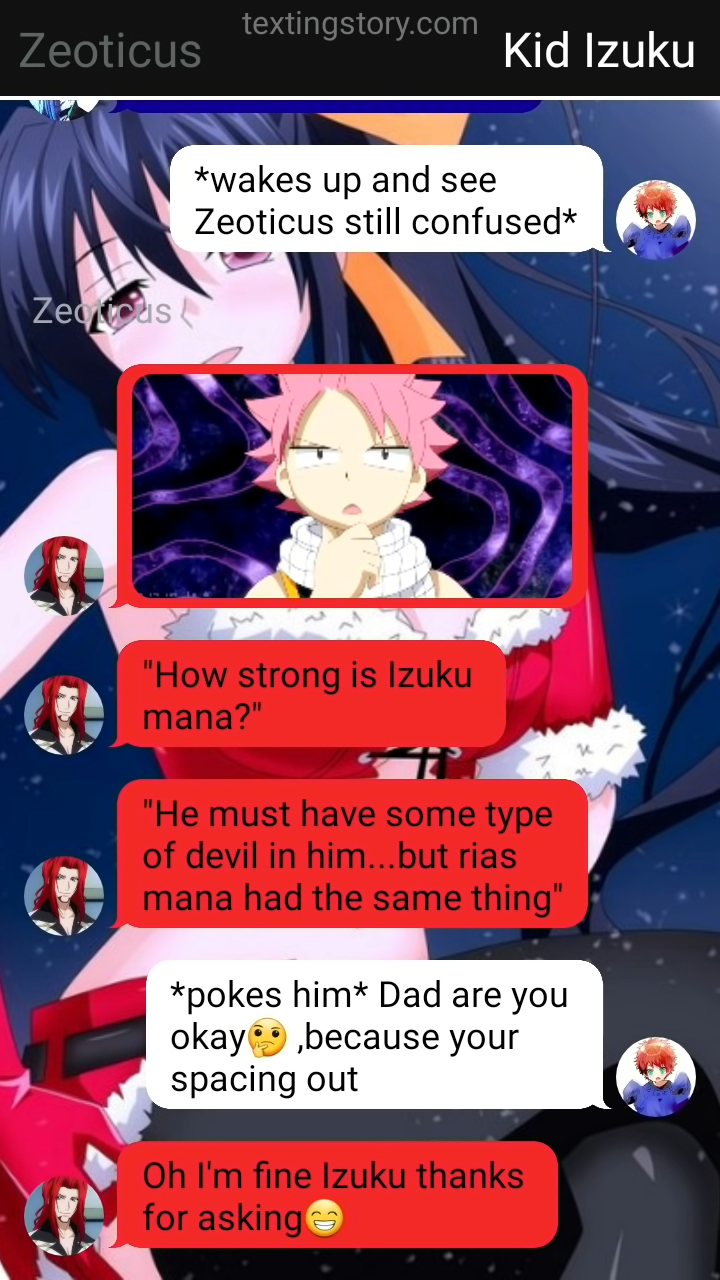 textingstory.com
Zeoticus
Kid Izuku
*wakes up and see
Zeoticus still confused*
Zeoticus
"How strong is Izuku
mana?"
"He must have some type
of devil in him...but rias
mana had the same thing"
*pokes him* Dad are you
okay🤔 ,because your
spacing out
Oh I'm fine Izuku thanks
for asking😁